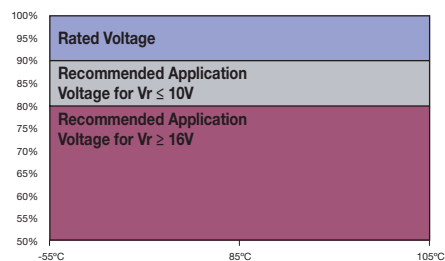 100%
95%
90%
85%
80%
75%
70%
65%
60%
55%
50%
Rated Voltage
Recommended Application
Voltage for Vr ≤ 10V
Recommended Application
Voltage for Vr ≥ 16V
-55ºC
85ºC
105ºC